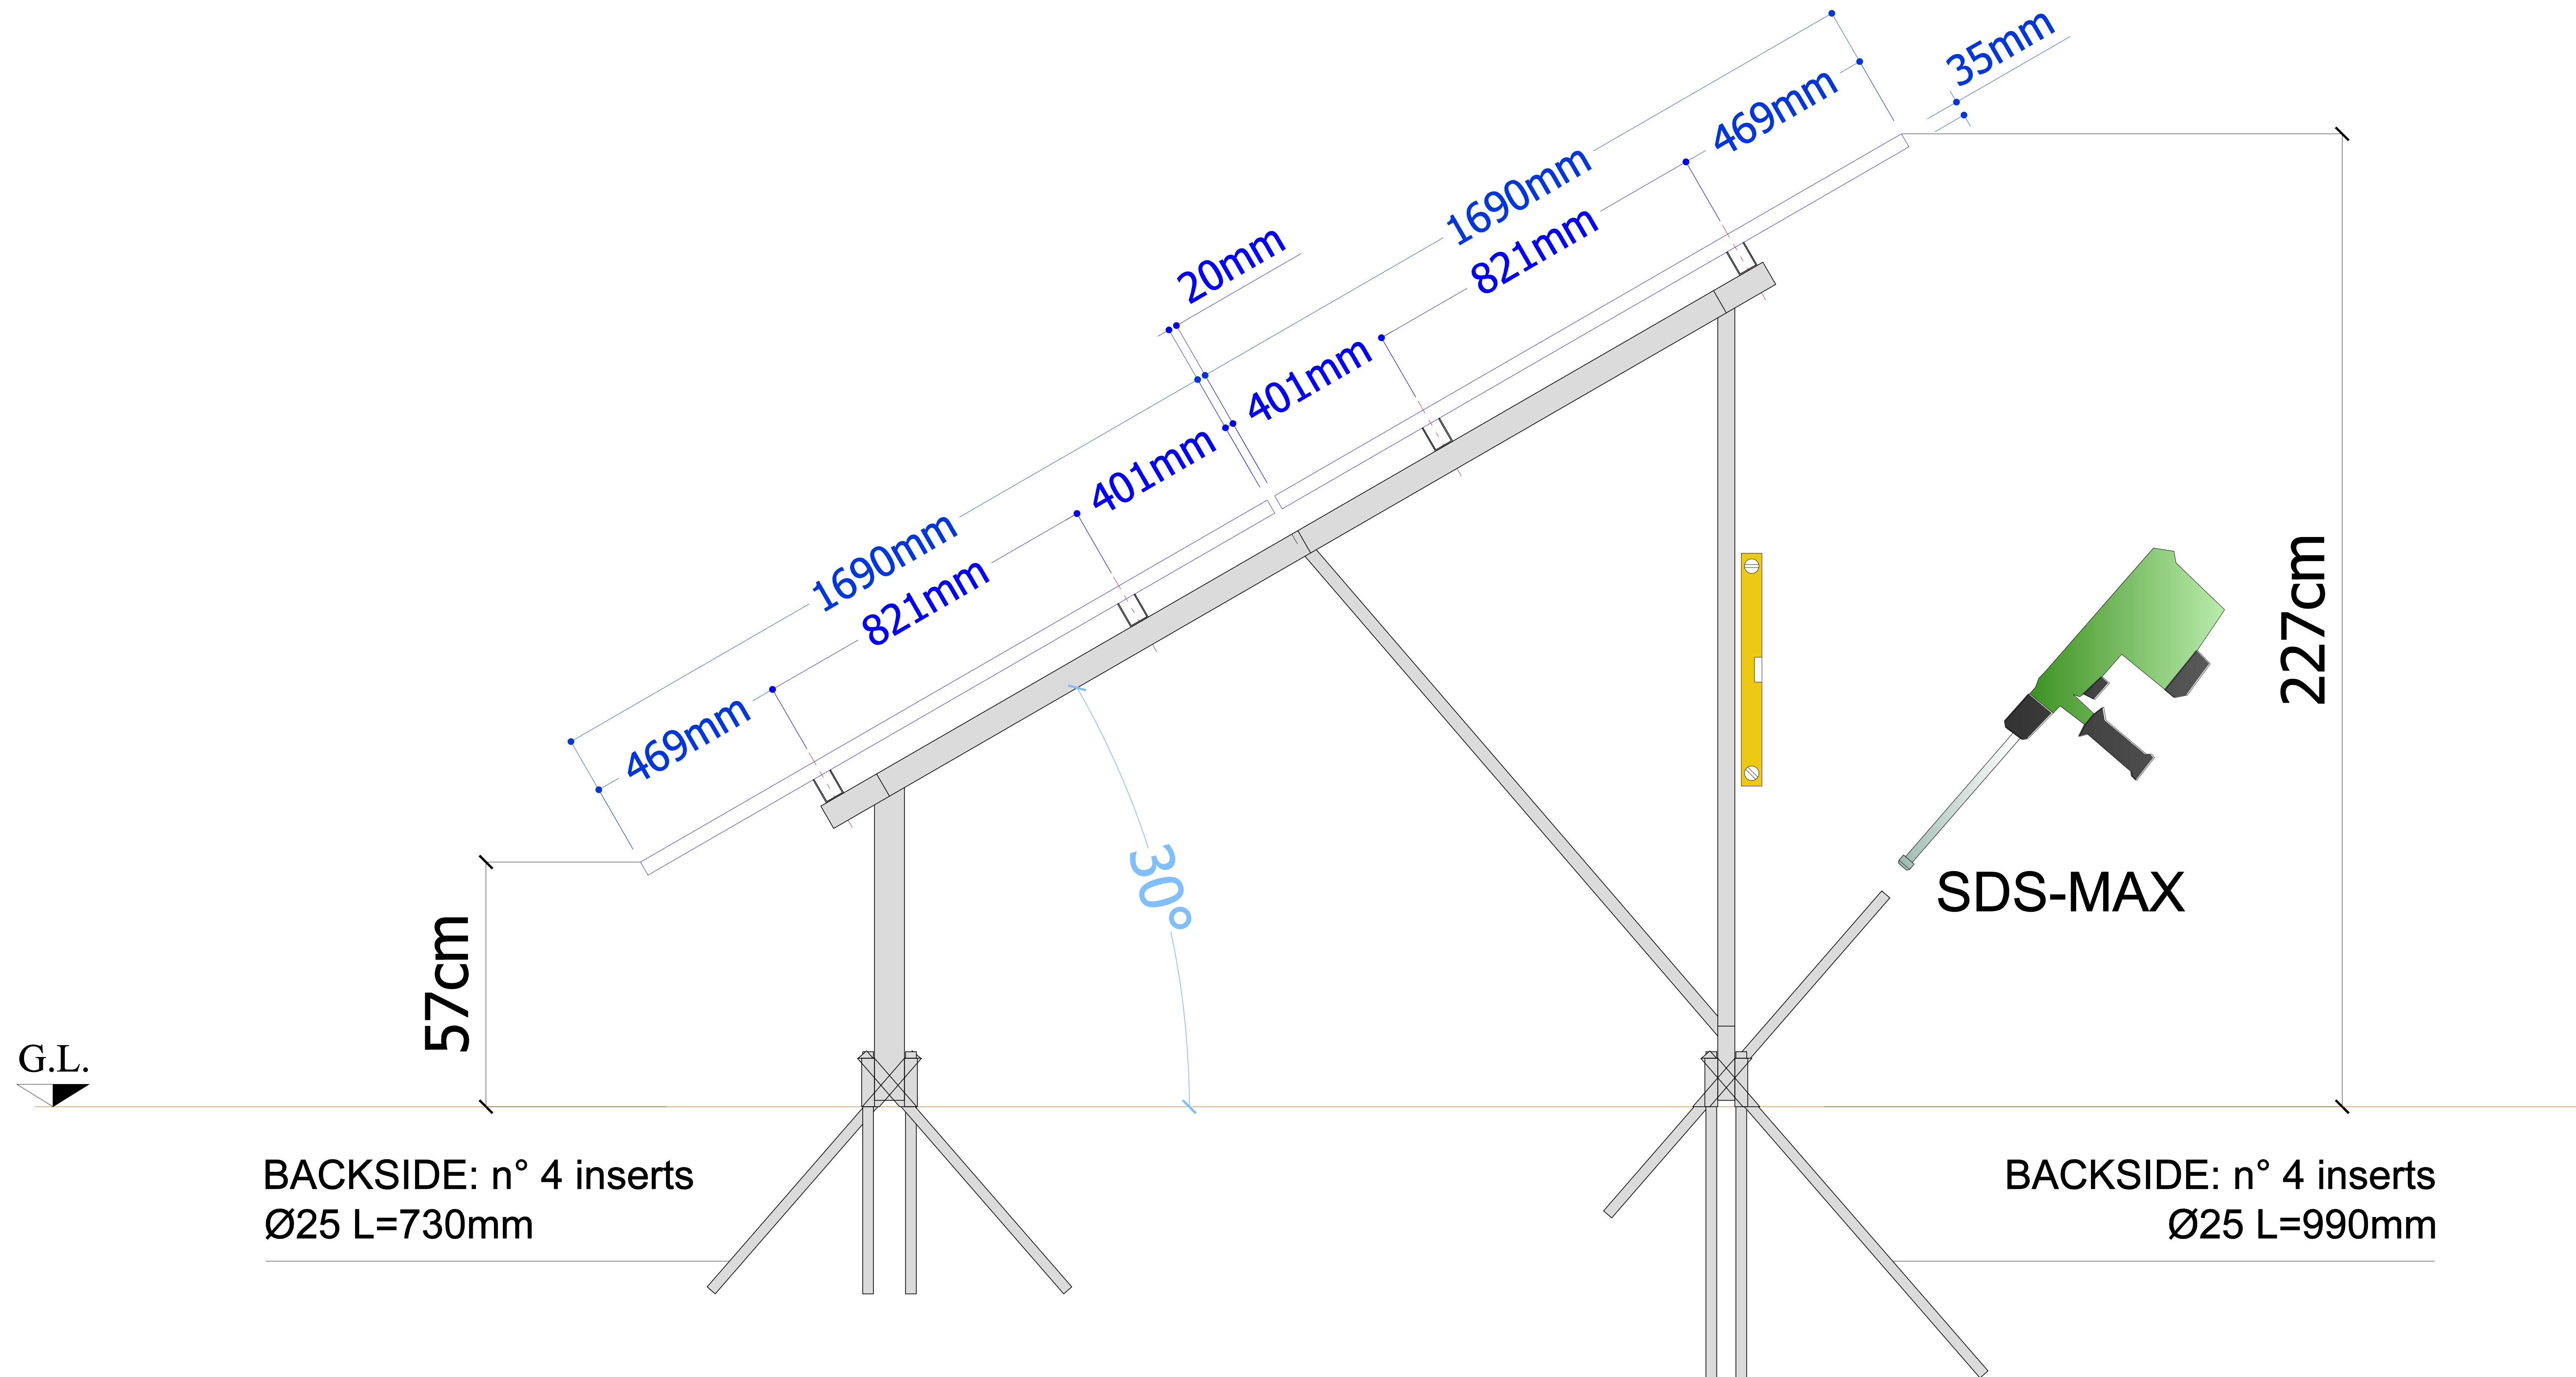 35mm
469mm
1690mm
821mm
20mm
401mm
401mm
1690mm
821mm
469mm
227cm
30°
SDS-MAX
57cm
G.L.
BACKSIDE: n° 4 inserts
Ø25 L=730mm
BACKSIDE: n° 4 inserts
Ø25 L=990mm